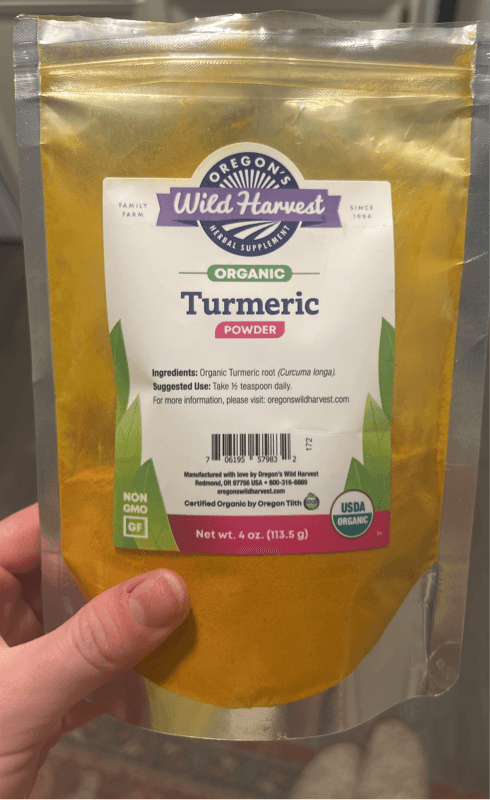 OREGON'S
FAMILY FARM
Wild Harvest
SINCE 1994
HERBAL SUPPLEMENT
ORGANIC
Turmeric
POWDER
Ingredients: Organic Turmeric root (Curcuma longa).
Suggested Use: Take ½ teaspoon daily.
For more information, please visit: oregonswildharvest.com
172
7 06195 57983 2
Manufactured with love by Oregon's Wild Harvest
Redmond, OR 97756 USA • 800-316-6869
oregonswildharvest.com
Certified Organic by Oregon Tilth
NON
GMO
GF
USDA
ORGANIC
Net wt. 4 oz. (113.5 g)